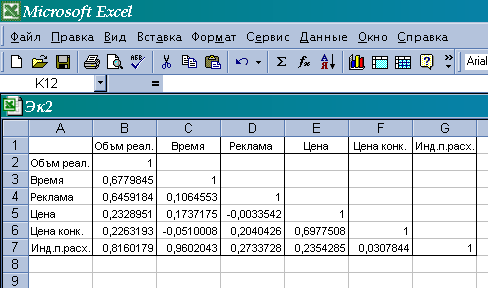 Microsoft Excel
Файл Правка Вид Вставка Формат Сервис Данные Окно Справка
ABC Σ fx А Я ? » Arial
K12 =
Эк2
A B C D E F G
1 Объм реал. Время Реклама Цена Цена конк. Инд.п.расх.
2 Объм реал. 1
3 Время 0,6779845 1
4 Реклама 0,6459184 0,1064553 1
5 Цена 0,2328951 0,1737175 -0,0033542 1
6 Цена конк. 0,2263193 -0,0510008 0,2040426 0,6977508 1
7 Инд.п.расх. 0,8160179 0,9602043 0,2733728 0,2354285 0,0307844 1
8
9